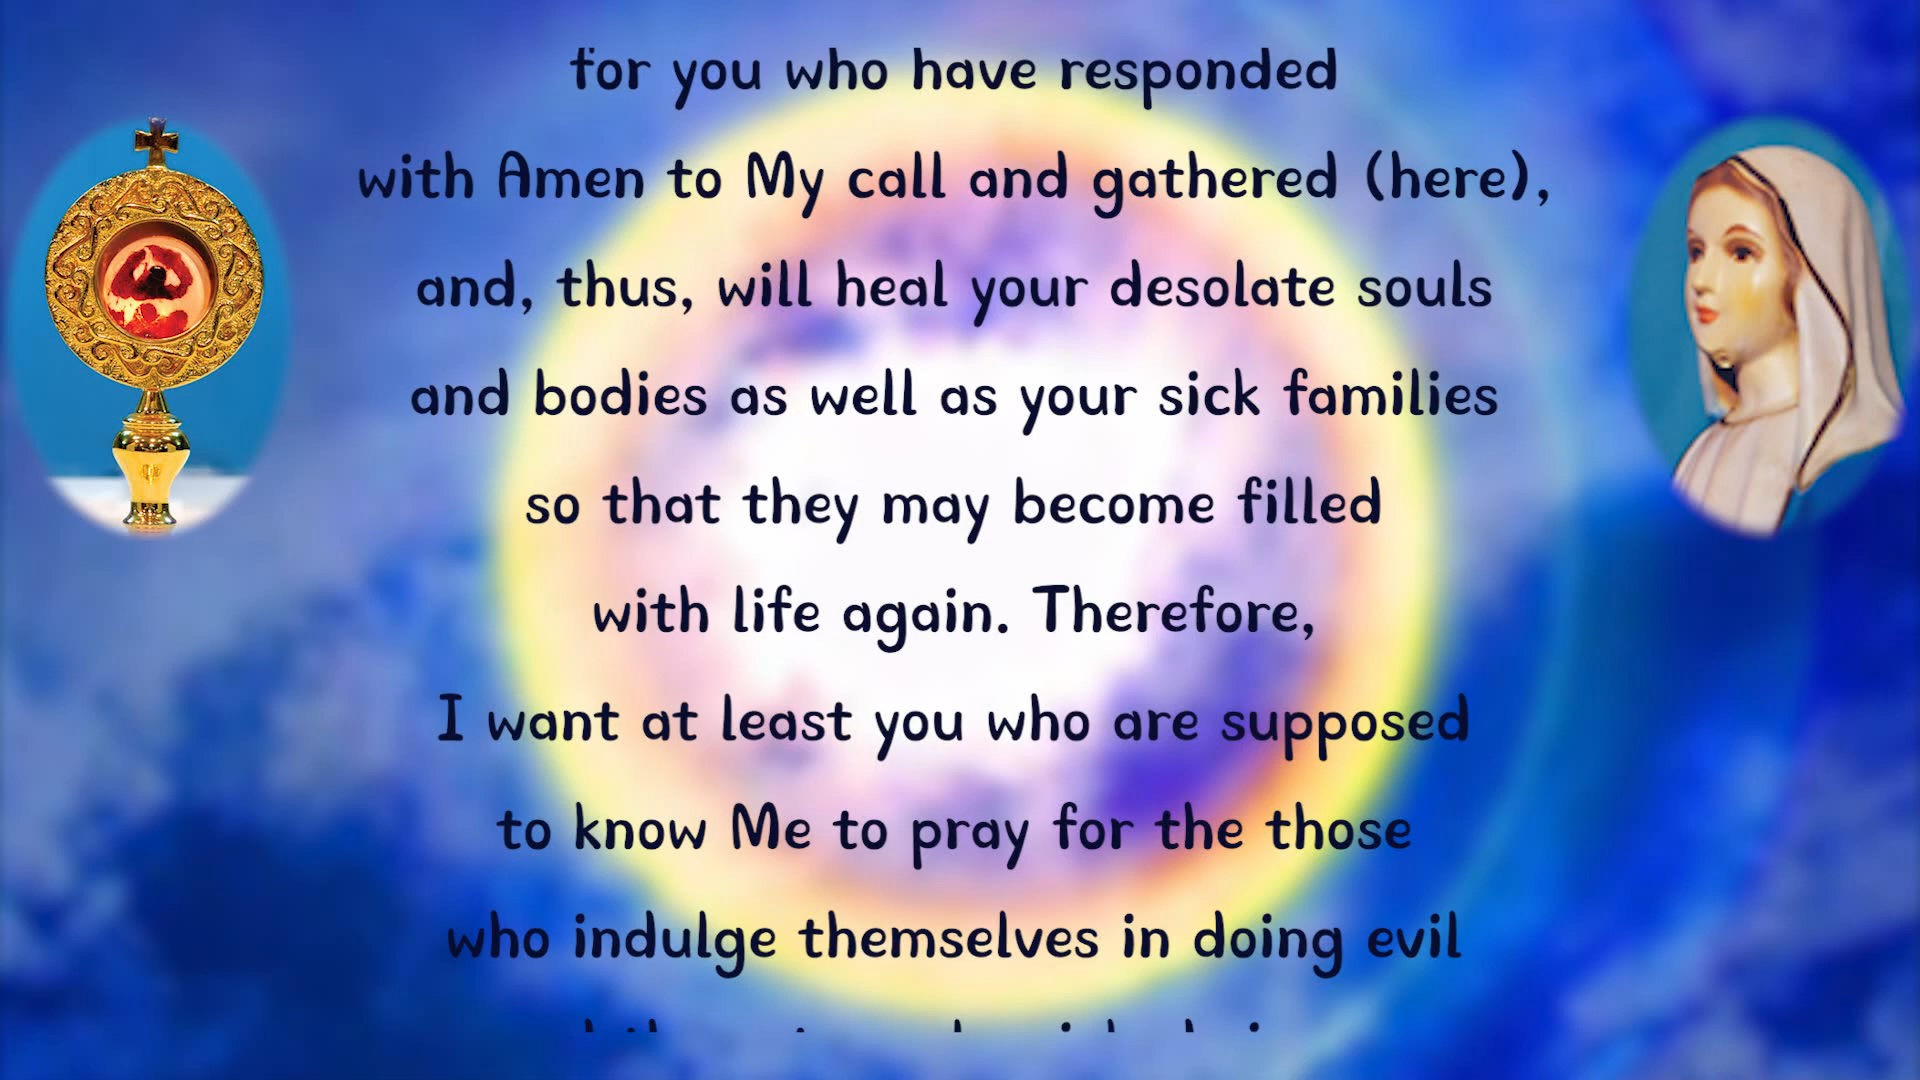 for you who have responded
with Amen to My call and gathered (here),
and, thus, will heal your desolate souls
and bodies as well as your sick families
so that they may become filled
with life again. Therefore,
I want at least you who are supposed
to know Me to pray for the those
who indulge themselves in doing evil